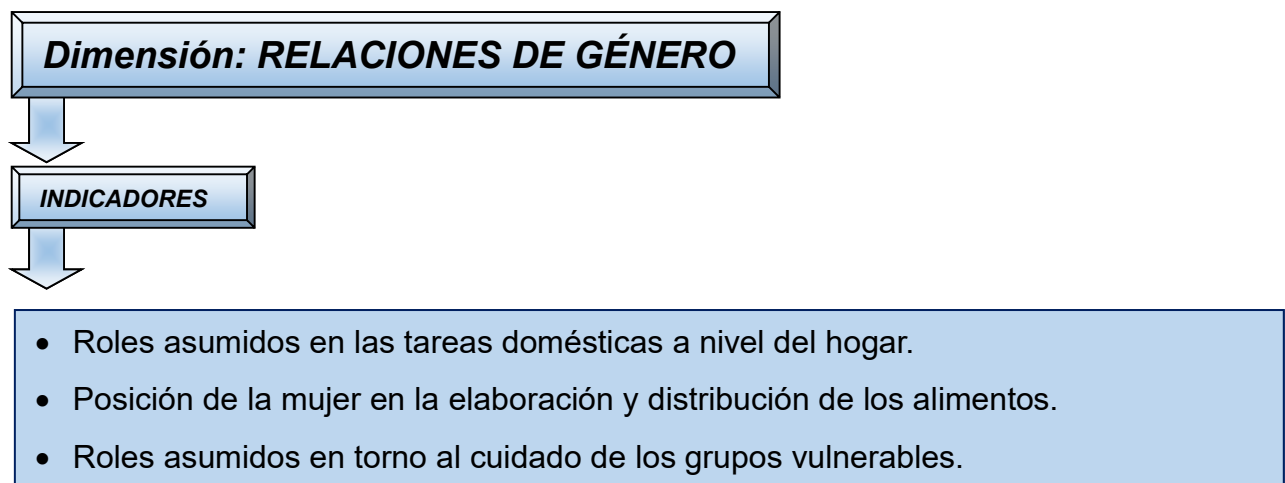 Dimensión: RELACIONES DE GÉNERO
INDICADORES
• Roles asumidos en las tareas domésticas a nivel del hogar.
• Posición de la mujer en la elaboración y distribución de los alimentos.
• Roles asumidos en torno al cuidado de los grupos vulnerables.